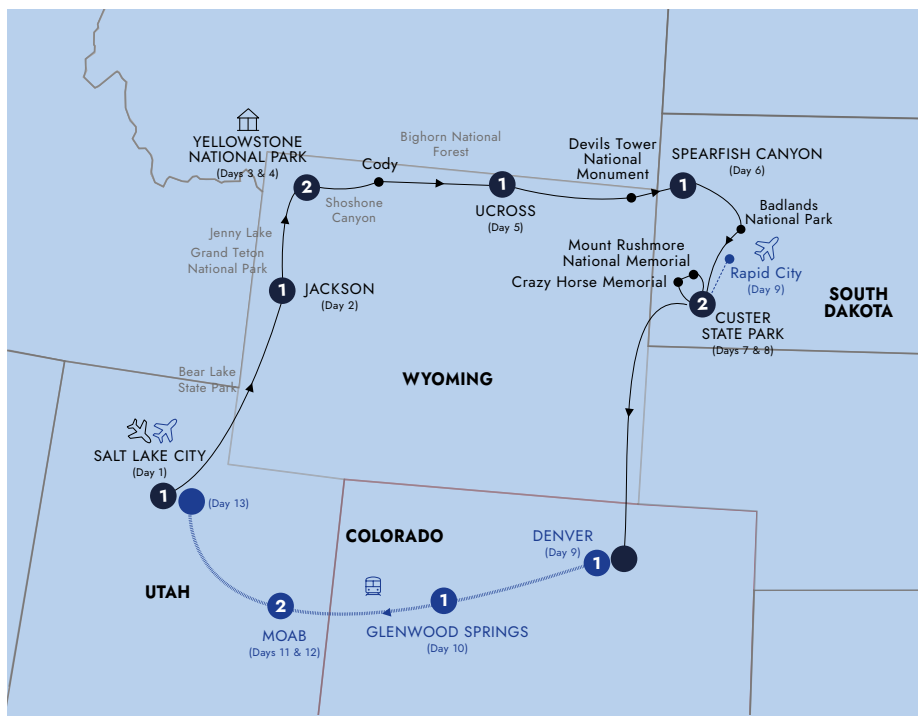 YELLOWSTONE
NATIONAL PARK
(Days 3 & 4)
2
Cody
Bighorn National
Forest
Shoshone
Canyon
1
UCROSS
(Day 5)
Devils Tower
National
Monument
SPEARFISH CANYON
(Day 6)
1
Badlands
National Park
Mount Rushmore
National Memorial
Crazy Horse Memorial
Rapid City
(Day 9)
2
CUSTER
STATE PARK
(Days 7 & 8)
SOUTH
DAKOTA
Jenny Lake
Grand Teton
National Park
1
JACKSON
(Day 2)
Bear Lake
State Park
WYOMING
SALT LAKE CITY
(Day 1)
1
(Day 13)
COLORADO
DENVER
(Day 9)
1
UTAH
2
MOAB
(Days 11 & 12)
1
GLENWOOD SPRINGS
(Day 10)